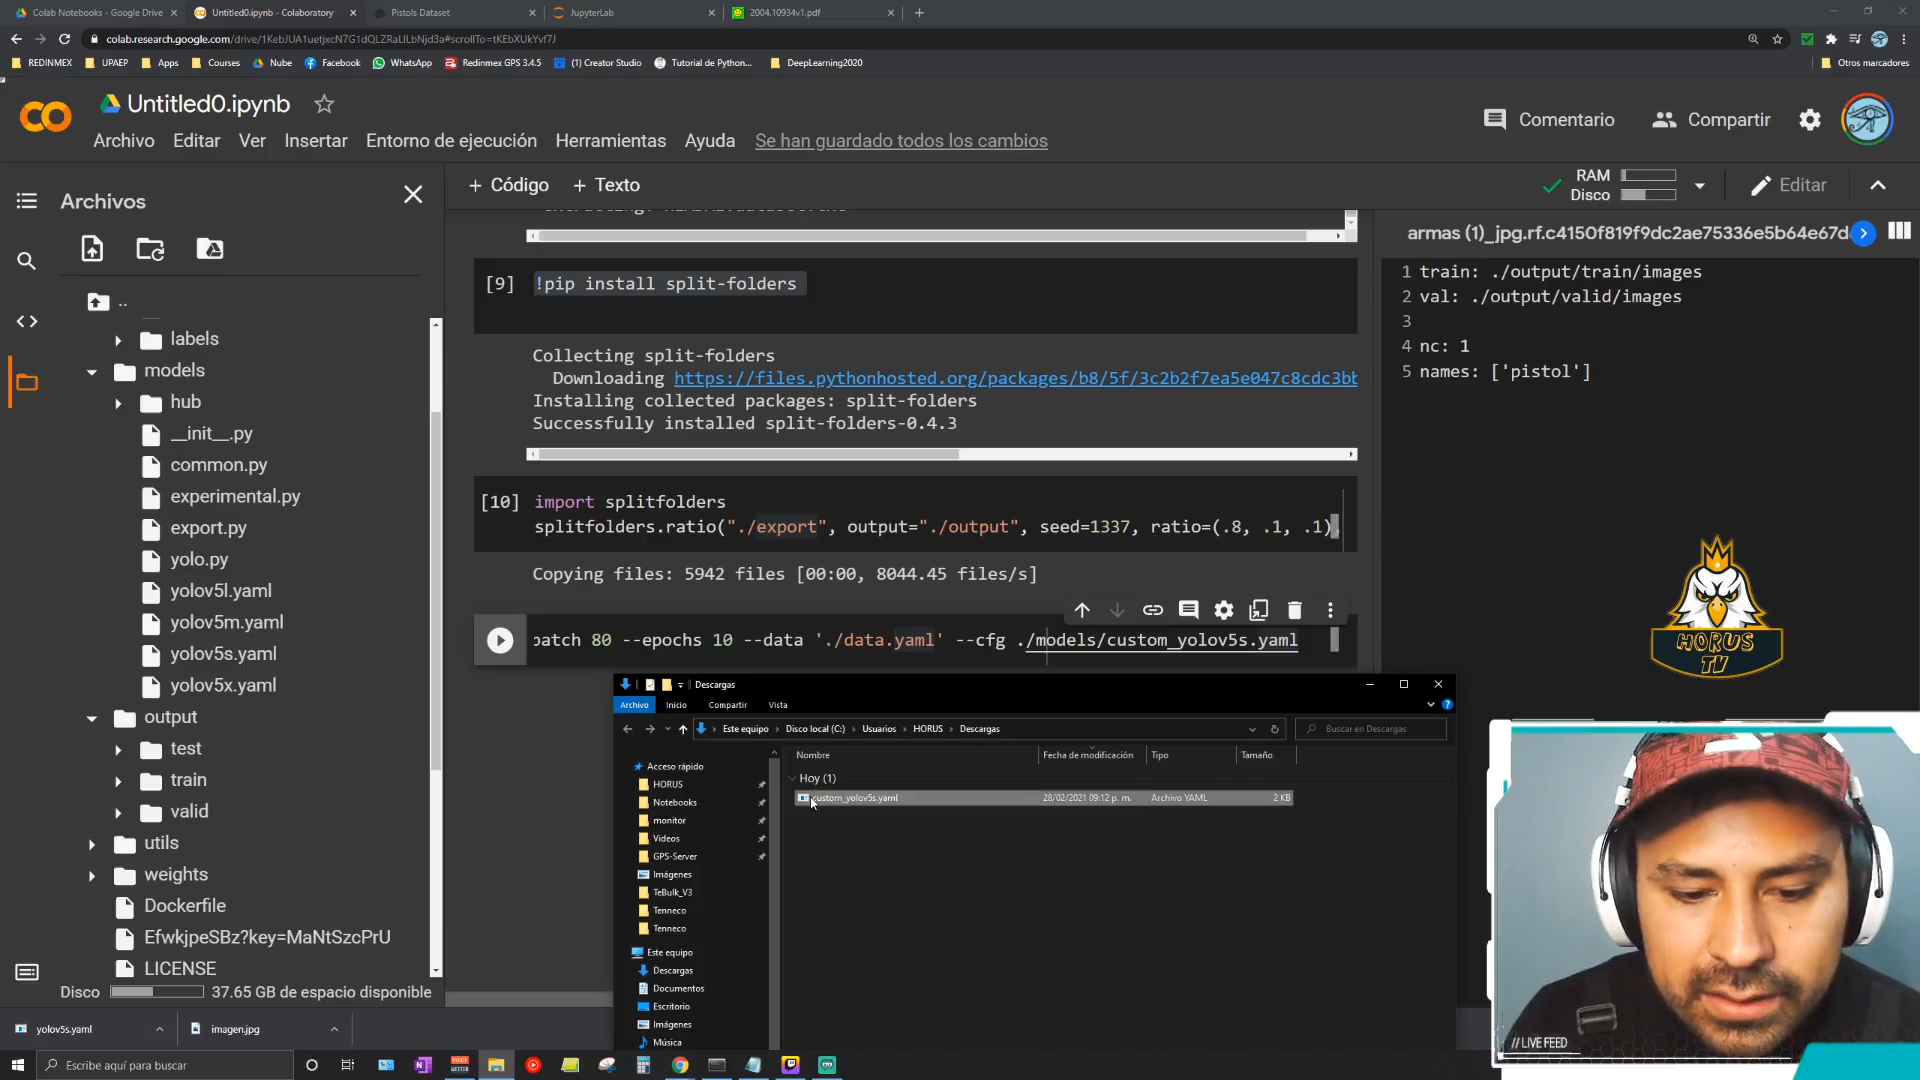 Colab Notebooks - Google Drive
Untitled0.ipynb - Colaboratory
Pistols Dataset
JupyterLab
2004.10934v1.pdf
colab.research.google.com/drive/1KebJUA1uetjxcN7G1dQLZRaLILbNjd3a#scrollTo=tKEbXUkYvf7J
REDINMEX
UPAEP
Apps
Courses
Nube
Facebook
WhatsApp
Redinmex GPS 3.4.5
(1) Creator Studio
Tutorial de Python...
DeepLearning2020
Otros marcadores
CO
Untitled0.ipynb
Comentario
Compartir
Archivo Editar Ver Insertar Entorno de ejecución Herramientas Ayuda Se han guardado todos los cambios
Archivos
+ Código + Texto
RAM
Disco
Editar
..
labels
models
hub
__init__.py
common.py
experimental.py
export.py
yolo.py
yolov5l.yaml
yolov5m.yaml
yolov5s.yaml
yolov5x.yaml
output
test
train
valid
utils
weights
Dockerfile
EfwkjpeSBz?key=MaNtSzcPrU
LICENSE
Disco 37.65 GB de espacio disponible
[9] !pip install split-folders
Collecting split-folders
Downloading https://files.pythonhosted.org/packages/b8/5f/3c2b2f7ea5e047c8cdc3bb
Installing collected packages: split-folders
Successfully installed split-folders-0.4.3
[10] import splitfolders
splitfolders.ratio("./export", output="./output", seed=1337, ratio=(.8, .1, .1)
Copying files: 5942 files [00:00, 8044.45 files/s]
batch 80 --epochs 10 --data './data.yaml' --cfg ./models/custom_yolov5s.yaml
armas (1)_jpg.rf.c4150f819f9dc2ae75336e5b64e67d
1 train: ./output/train/images
2 val: ./output/valid/images
3
4 nc: 1
5 names: ['pistol']
HORUS
TV
Descargas
Archivo Inicio Compartir Vista
Este equipo > Disco local (C:) > Usuarios > HORUS > Descargas
Buscar en Descargas
Nombre
Fecha de modificación
Tipo
Tamaño
Hoy (1)
custom_yolov5s.yaml
28/02/2021 09:12 p. m.
Archivo YAML
2 KB
Acceso rápido
HORUS
Notebooks
monitor
Videos
GPS-Server
Imágenes
TeBulk_V3
Tenneco
Tenneco
Este equipo
Descargas
Documentos
Escritorio
Imágenes
Música
// LIVE FEED
yolov5s.yaml
imagen.jpg
Escribe aquí para buscar